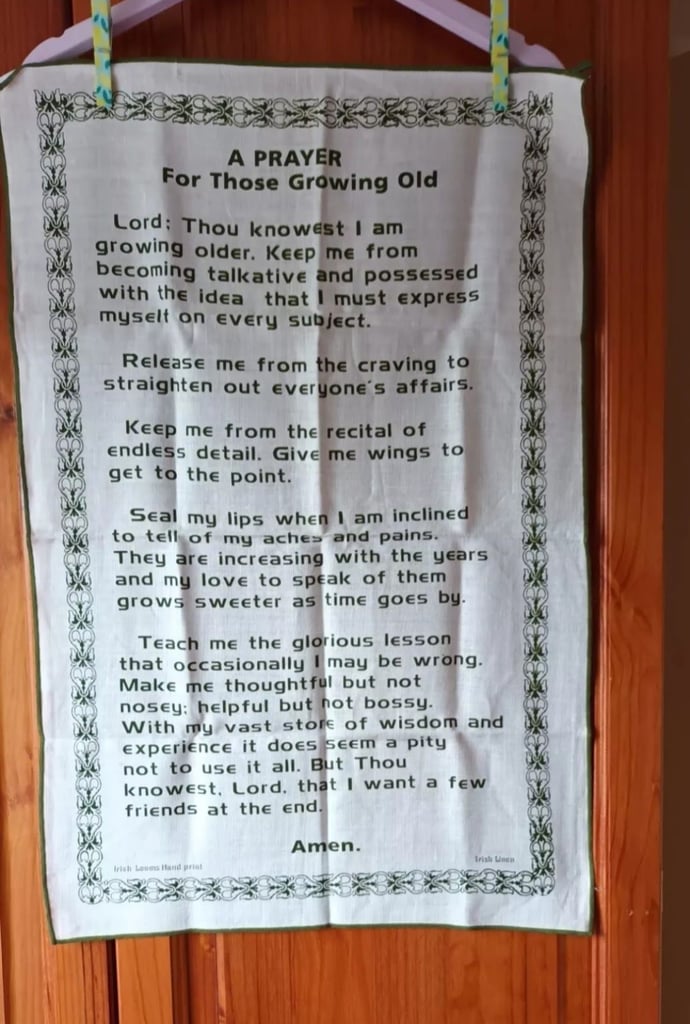 A PRAYER
For Those Growing Old
Lord; Thou knowest I am
growing older. Keep me from
becoming talkative and possessed
with the idea that I must express
myself on every subject.
Release me from the craving to
straighten out everyone's affairs.
Keep me from the recital of
endless detail. Give me wings to
get to the point.
Seal my lips when I am inclined
to tell of my aches and pains.
They are increasing with the years
and my love to speak of them
grows sweeter as time goes by.
Teach me the glorious lesson
that occasionally I may be wrong.
Make me thoughtful but not
nosey; helpful but not bossy.
With my vast store of wisdom and
experience it does seem a pity
not to use it all. But Thou
knowest, Lord, that I want a few
friends at the end.
Amen.
Irish Hand print
Irish Linen